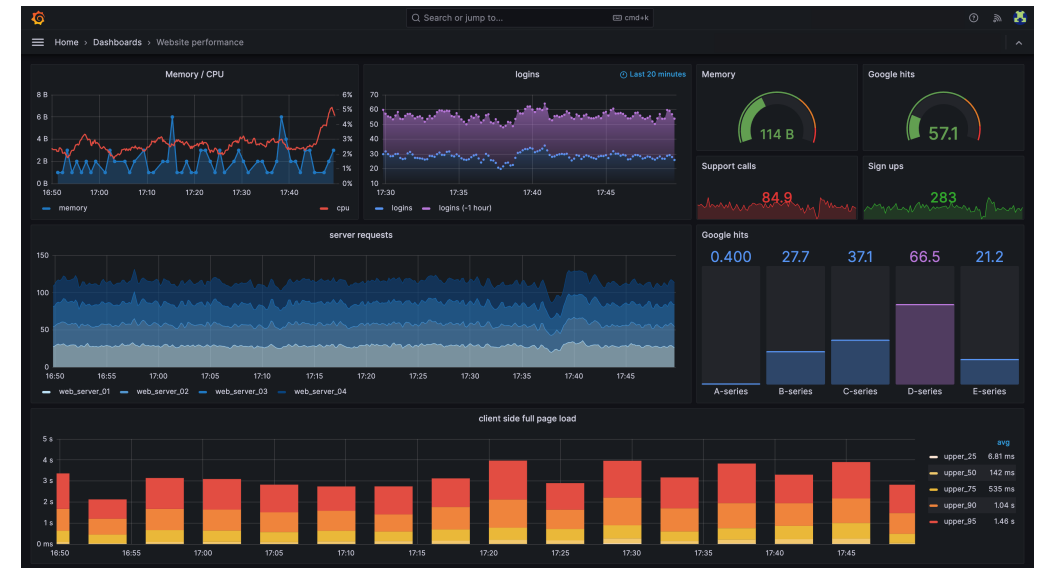 Search or jump to... cmd+k
Home › Dashboards › Website performance
Memory / CPU
8 B
6 B
4 B
2 B
0 B
6%
5%
4%
3%
2%
1%
0%
16:50 17:00 17:10 17:20 17:30 17:40
memory cpu
logins Last 20 minutes
70
60
50
40
30
20
10
17:30 17:35 17:40 17:45
logins logins (-1 hour)
Memory
114 B
Google hits
57.1
Support calls
84.9
Sign ups
283
server requests
150
100
50
0
16:50 16:55 17:00 17:05 17:10 17:15 17:20 17:25 17:30 17:35 17:40 17:45
web_server_01 web_server_02 web_server_03 web_server_04
Google hits
0.400 27.7 37.1 66.5 21.2
A-series B-series C-series D-series E-series
client side full page load
5 s
4 s
3 s
2 s
1 s
0 ms
16:50 16:55 17:00 17:05 17:10 17:15 17:20 17:25 17:30 17:35 17:40 17:45
avg
upper_25 6.81 ms
upper_50 142 ms
upper_75 535 ms
upper_90 1.04 s
upper_95 1.46 s